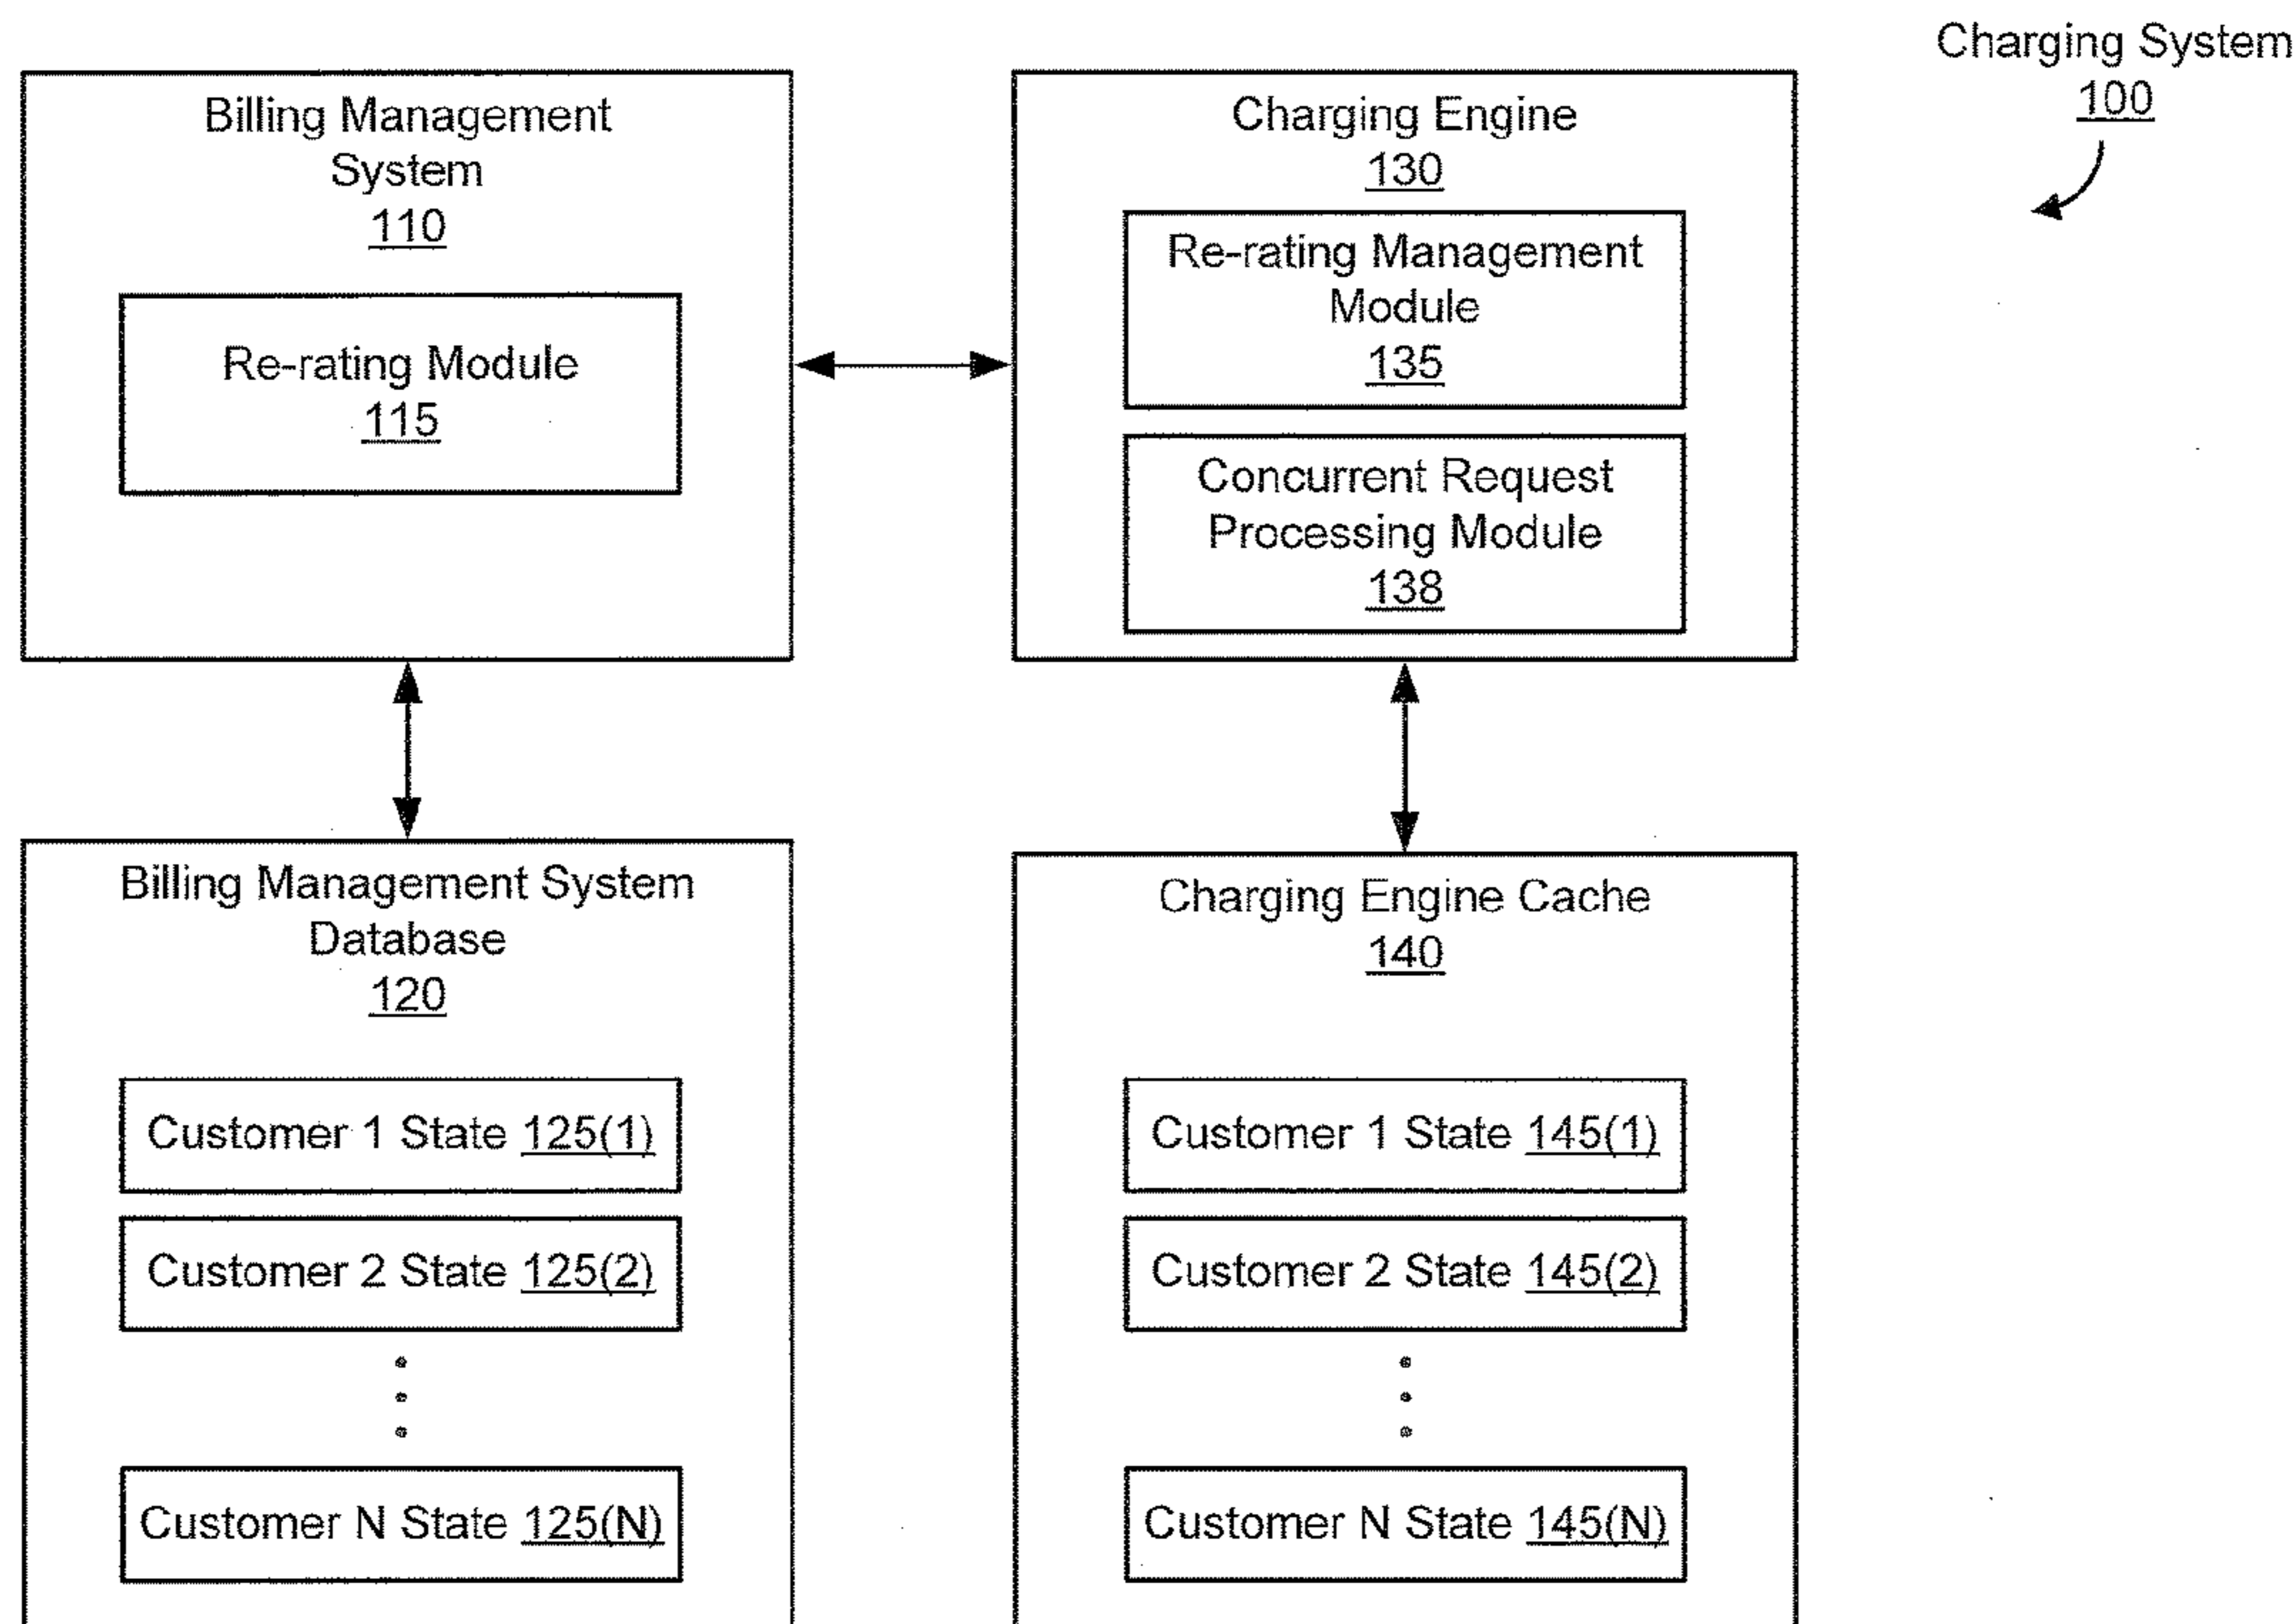 Charging System
100
Billing Management
System
110
Re-rating Module
115
Charging Engine
130
Re-rating Management
Module
135
Concurrent Request
Processing Module
138
Billing Management System
Database
120
Customer 1 State 125(1)
Customer 2 State 125(2)
Customer N State 125(N)
Charging Engine Cache
140
Customer 1 State 145(1)
Customer 2 State 145(2)
Customer N State 145(N)